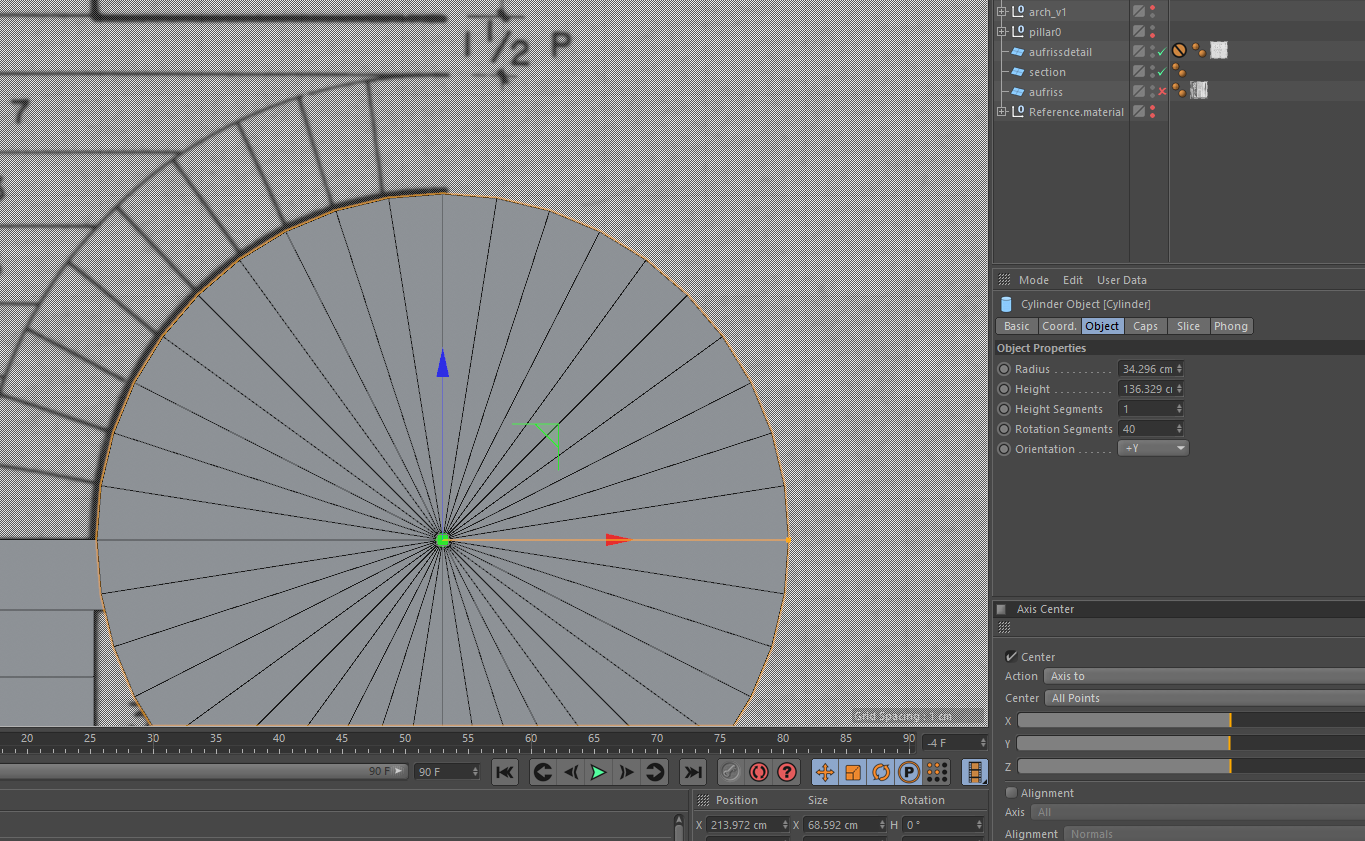 1/2 P
7
arch_v1
pillar0
aufrissdetail
section
aufriss
Reference.material
Mode Edit User Data
Cylinder Object [Cylinder]
Basic Coord. Object Caps Slice Phong
Object Properties
Radius . . . . . . . . . . 34.296 cm
Height . . . . . . . . . . 136.329 c
Height Segments 1
Rotation Segments 40
Orientation . . . . . . +Y
Axis Center
Center
Action Axis to
Center All Points
X
Y
Z
Alignment
Axis All
Alignment Normals
Grid Spacing : 1 cm
20 25 30 35 40 45 50 55 60 65 70 75 80 85 90 -4 F
90 F 90 F
Position Size Rotation
X 213.972 cm X 68.592 cm H 0 °